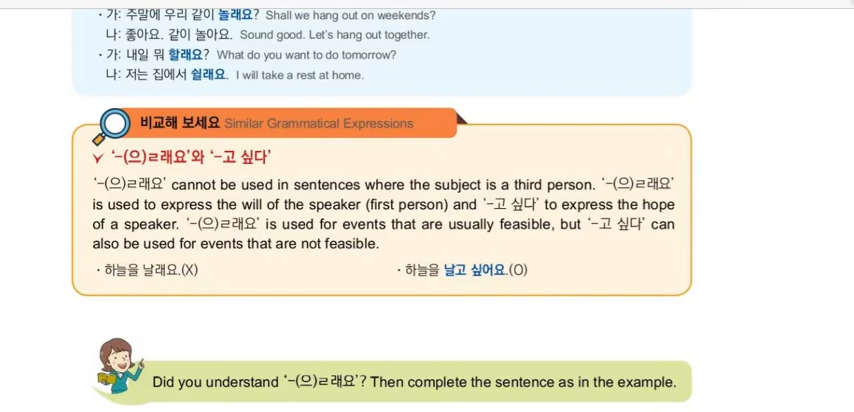 · 가: 주말에 우리 같이 놀래요? Shall we hang out on weekends?
나: 좋아요. 같이 놀아요. Sound good. Let's hang out together.
· 가: 내일 뭐 할래요? What do you want to do tomorrow?
나: 저는 집에서 쉴래요. I will take a rest at home.
비교해 보세요 Similar Grammatical Expressions
‘-(으)ㄹ래요’와 ‘-고 싶다’
‘-(으)ㄹ래요’ cannot be used in sentences where the subject is a third person. ‘-(으)ㄹ래요’
is used to express the will of the speaker (first person) and ‘-고 싶다’ to express the hope
of a speaker. ‘-(으)ㄹ래요’ is used for events that are usually feasible, but ‘-고 싶다’ can
also be used for events that are not feasible.
· 하늘을 날래요.(X) · 하늘을 날고 싶어요.(O)
Did you understand ‘-(으)ㄹ래요’? Then complete the sentence as in the example.